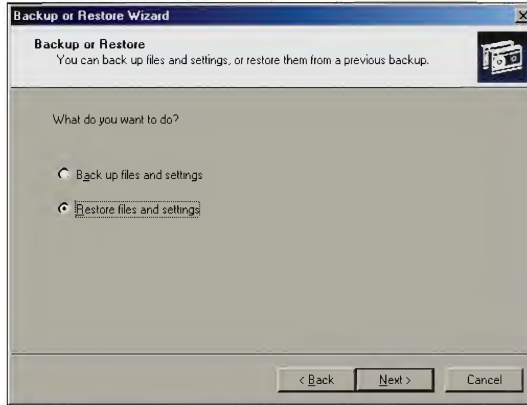 Backup or Restore Wizard
Backup or Restore
You can back up files and settings, or restore them from a previous backup.
What do you want to do?
Back up files and settings
Restore files and settings
< Back
Next >
Cancel